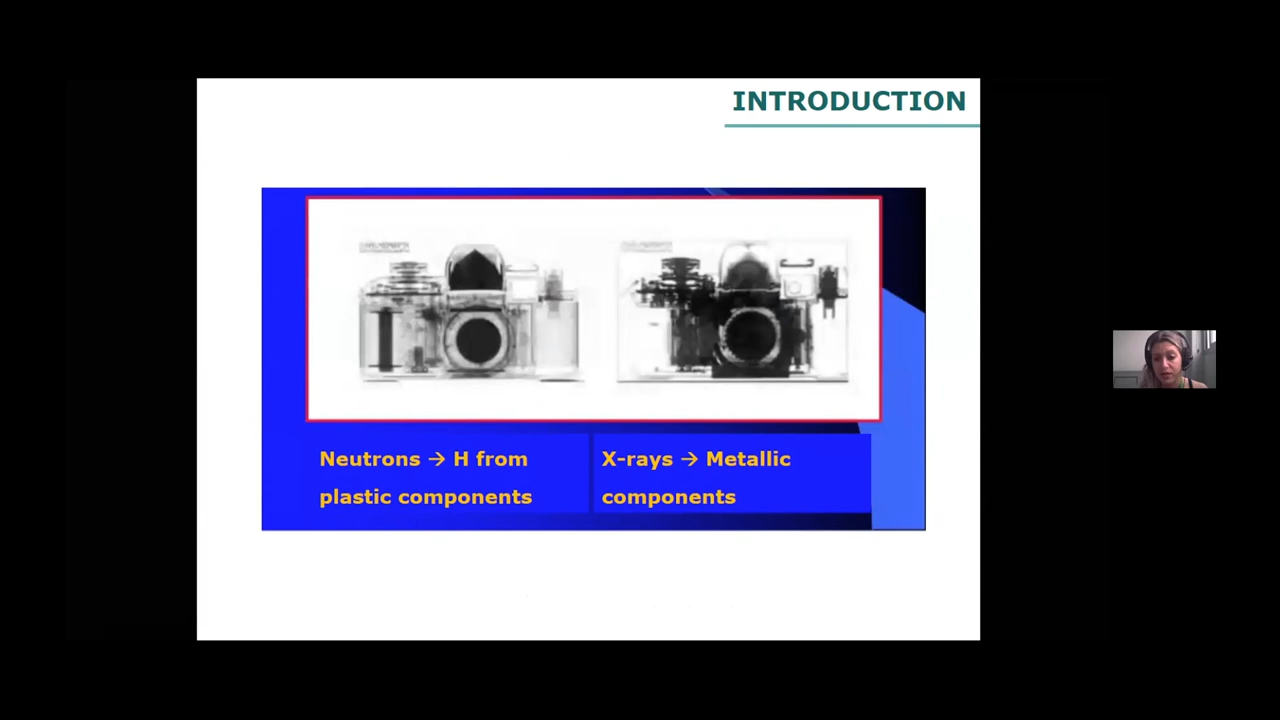 INTRODUCTION
Neutrons → H from
plastic components
X-rays → Metallic
components